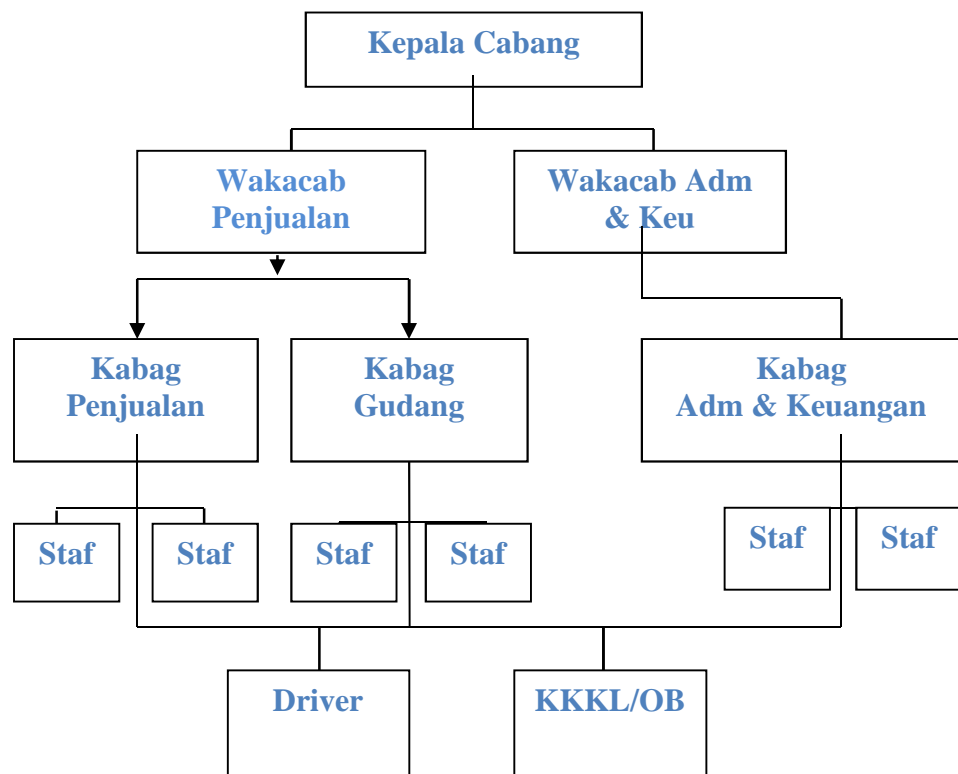 Kepala Cabang
Wakacab
Penjualan
Wakacab Adm
& Keu
Kabag
Penjualan
Kabag
Gudang
Kabag
Adm & Keuangan
Staf
Staf
Staf
Staf
Staf
Staf
Driver
KKKL/OB